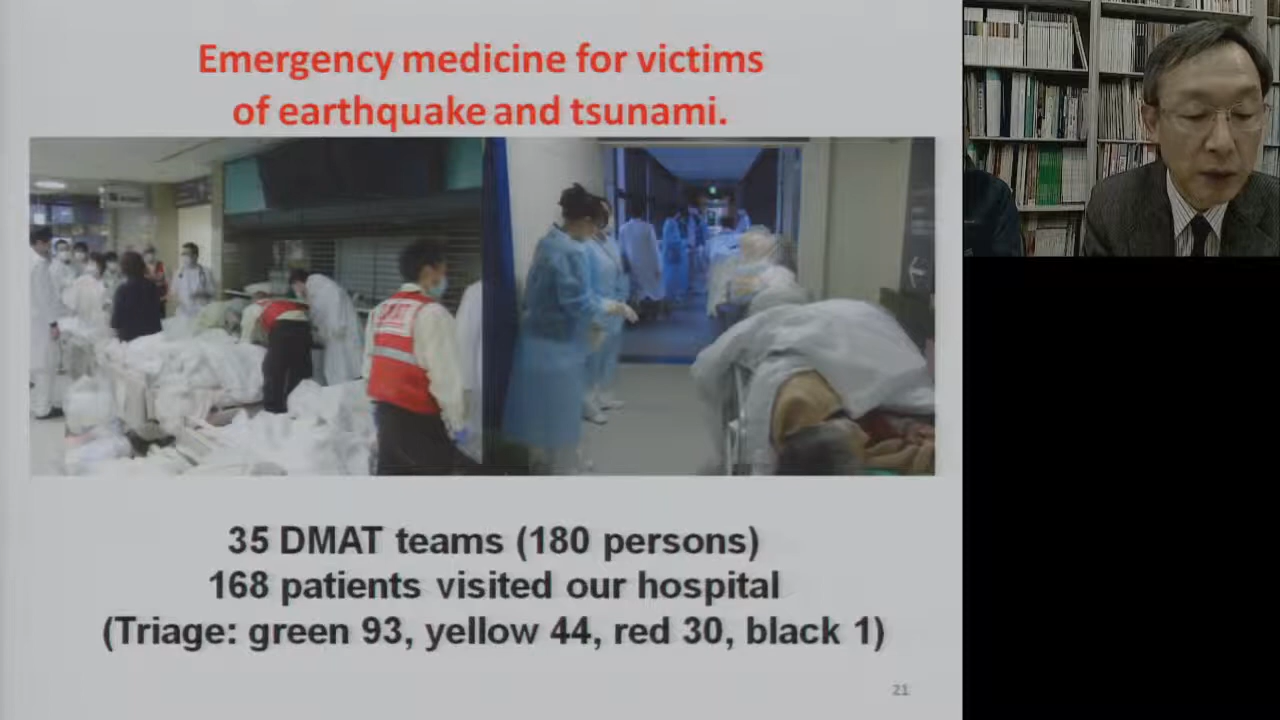 Emergency medicine for victims
of earthquake and tsunami.
35 DMAT teams (180 persons)
168 patients visited our hospital
(Triage: green 93, yellow 44, red 30, black 1)
21